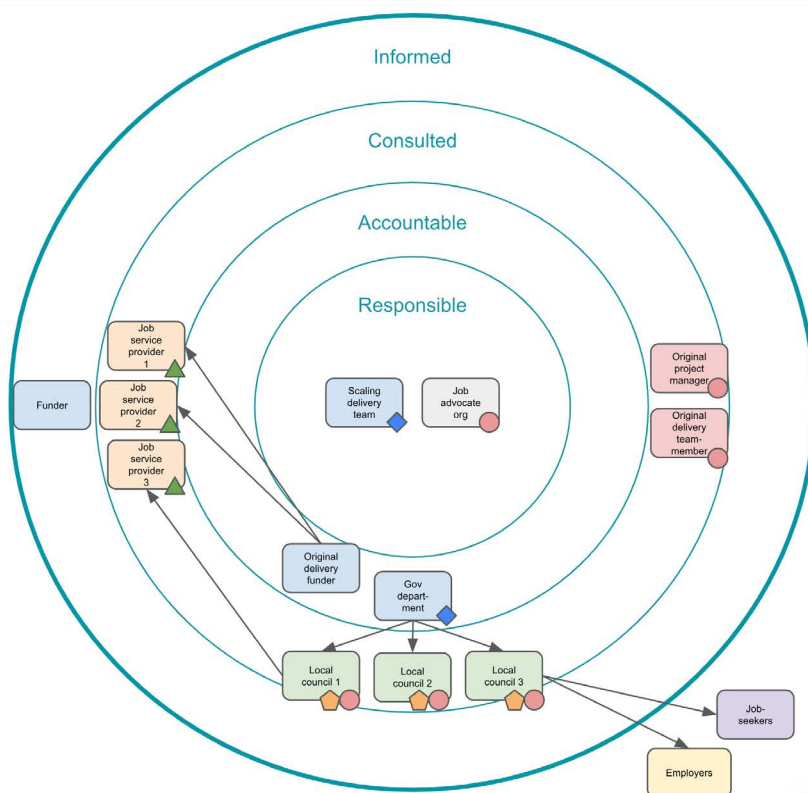 Informed
Consulted
Accountable
Responsible
Job
service
provider
1
Funder
Job
service
provider
2
Job
service
provider
3
Scaling
delivery
team
Job
advocate
org
Original
project
manager
Original
delivery
team-
member
Original
delivery
funder
Gov
depart-
ment
Local
council 1
Local
council 2
Local
council 3
Job-
seekers
Employers